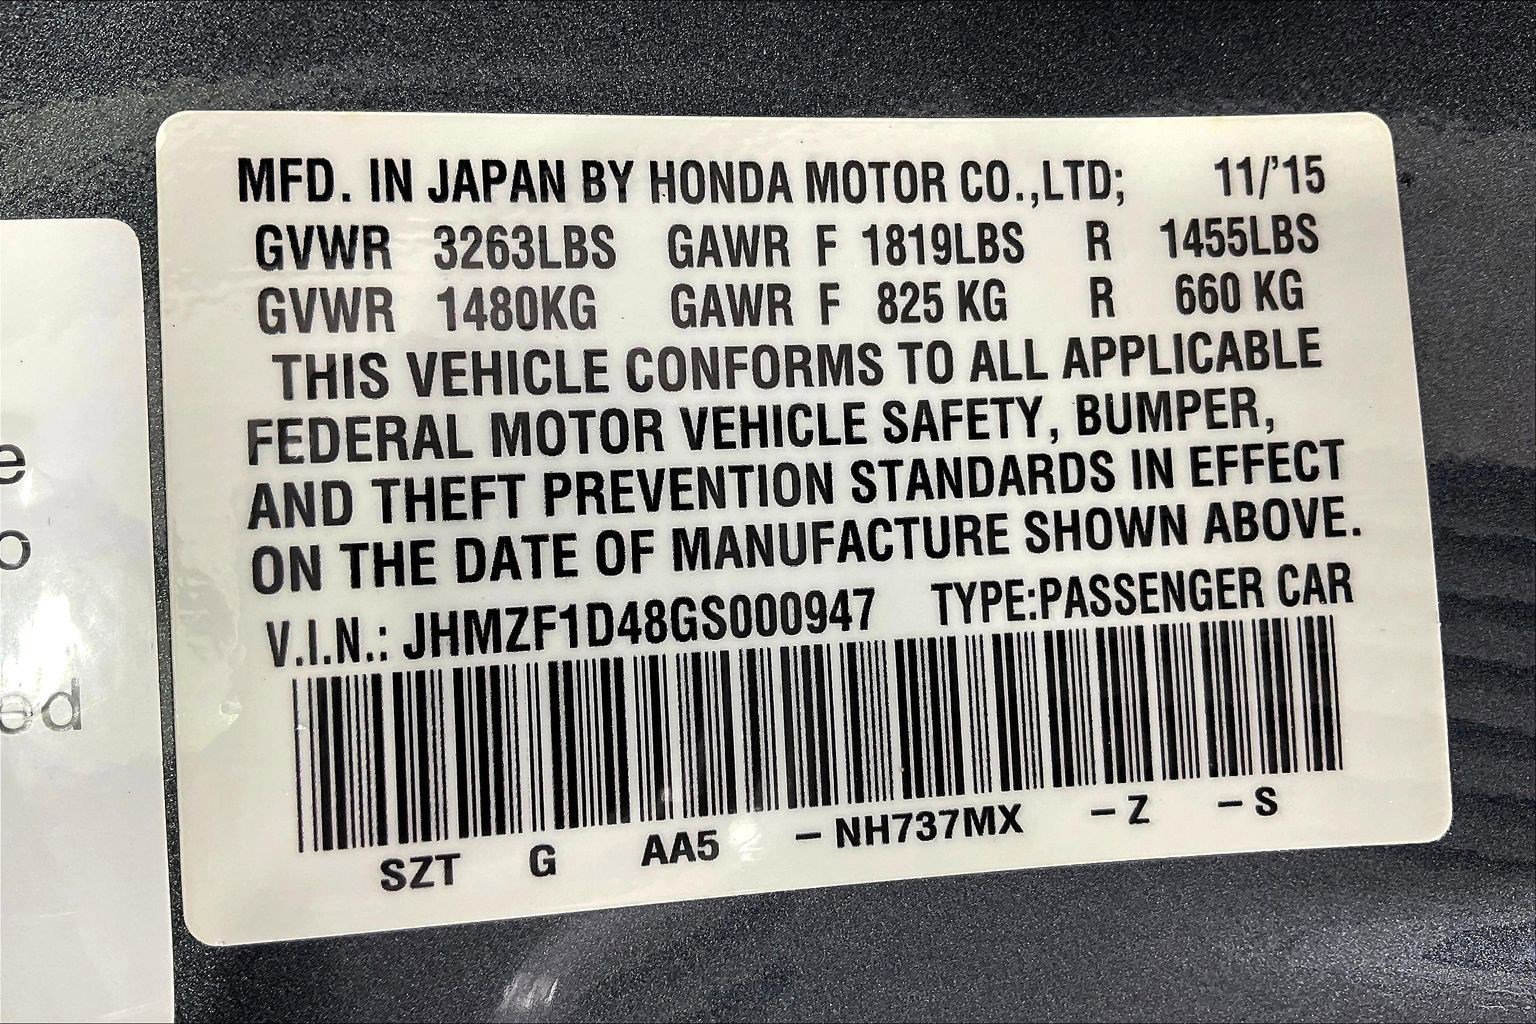 MFD. IN JAPAN BY HONDA MOTOR CO.,LTD; 11/'15
GVWR 3263LBS GAWR F 1819LBS R 1455LBS
GVWR 1480KG GAWR F 825 KG R 660 KG
THIS VEHICLE CONFORMS TO ALL APPLICABLE
FEDERAL MOTOR VEHICLE SAFETY, BUMPER,
AND THEFT PREVENTION STANDARDS IN EFFECT
ON THE DATE OF MANUFACTURE SHOWN ABOVE.
V.I.N.: JHMZF1D48GS000947 TYPE:PASSENGER CAR
SZT G AA5 – NH737MX – Z – S